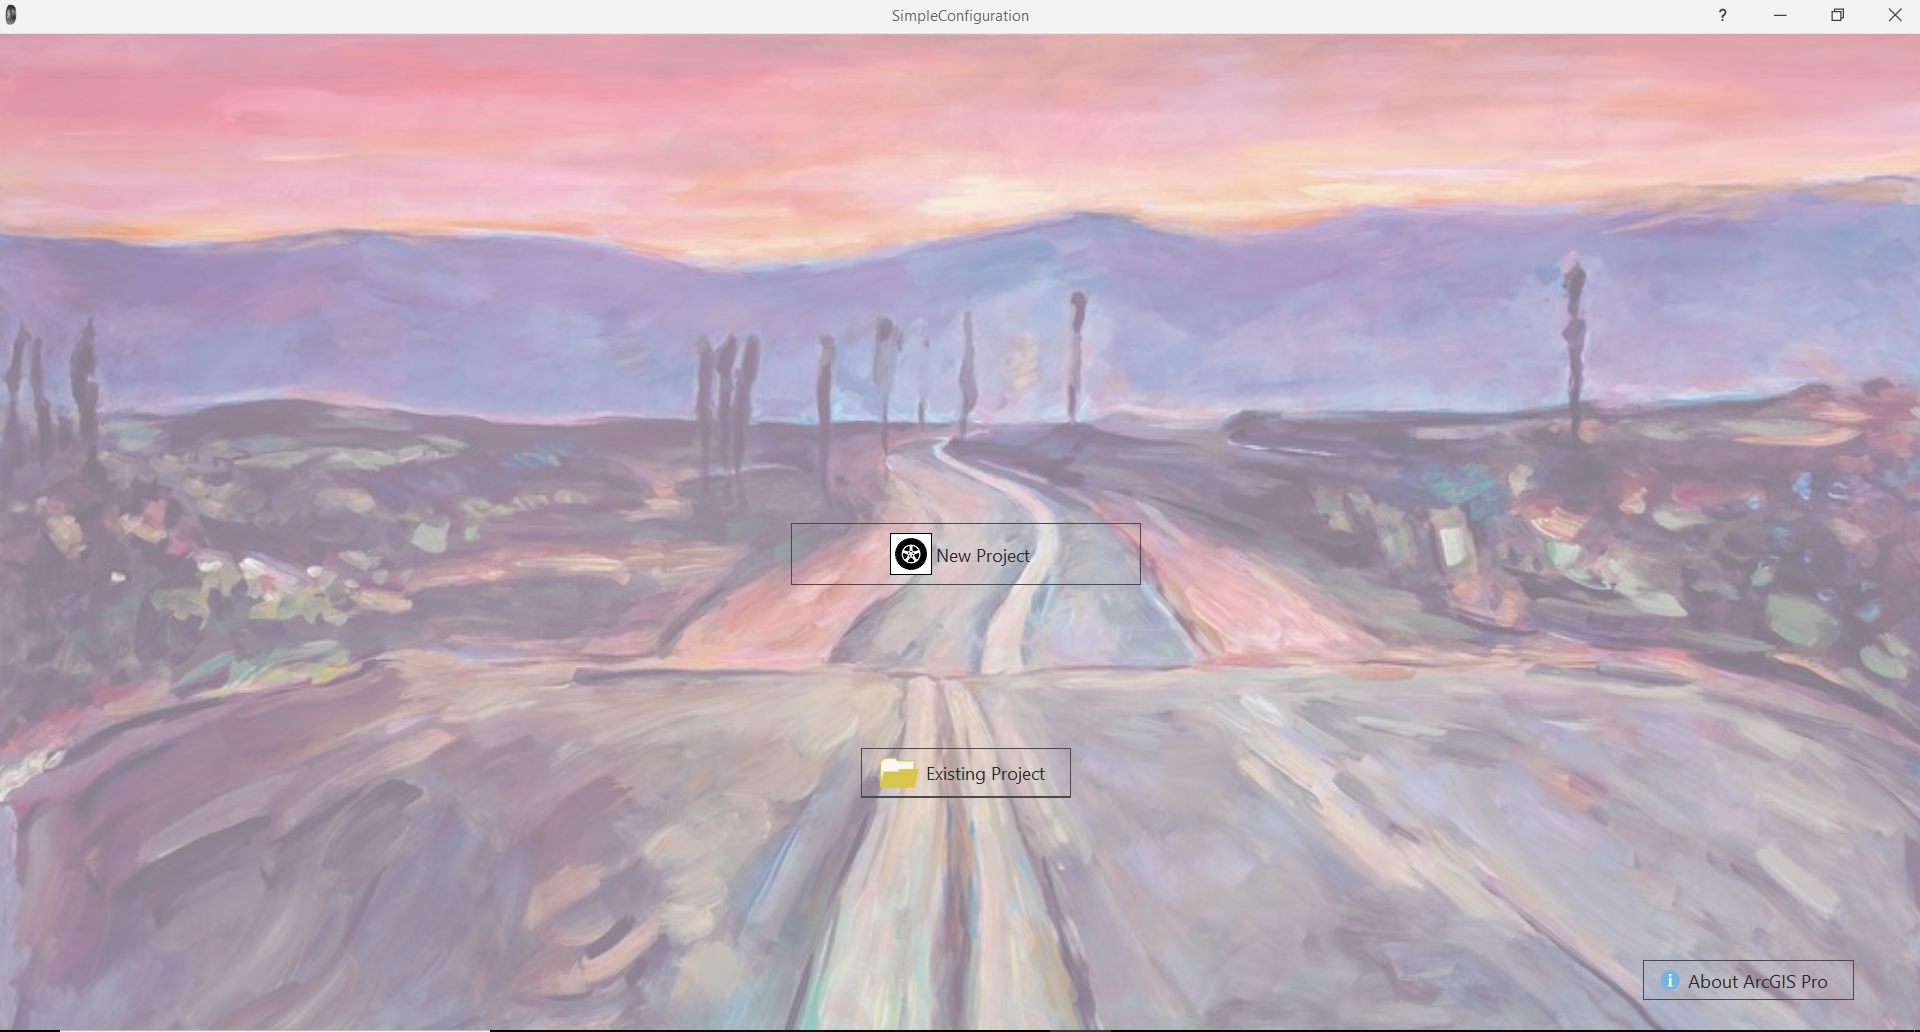 SimpleConfiguration
?
New Project
Existing Project
About ArcGIS Pro